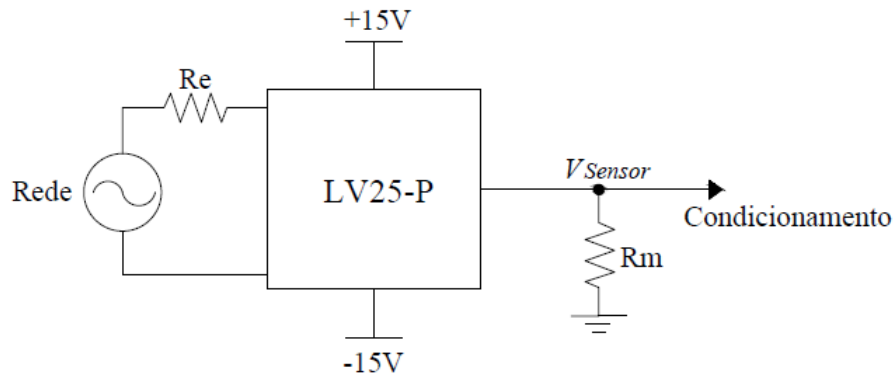 +15V
Re
Rede
LV25-P
VSensor
Condicionamento
Rm
-15V